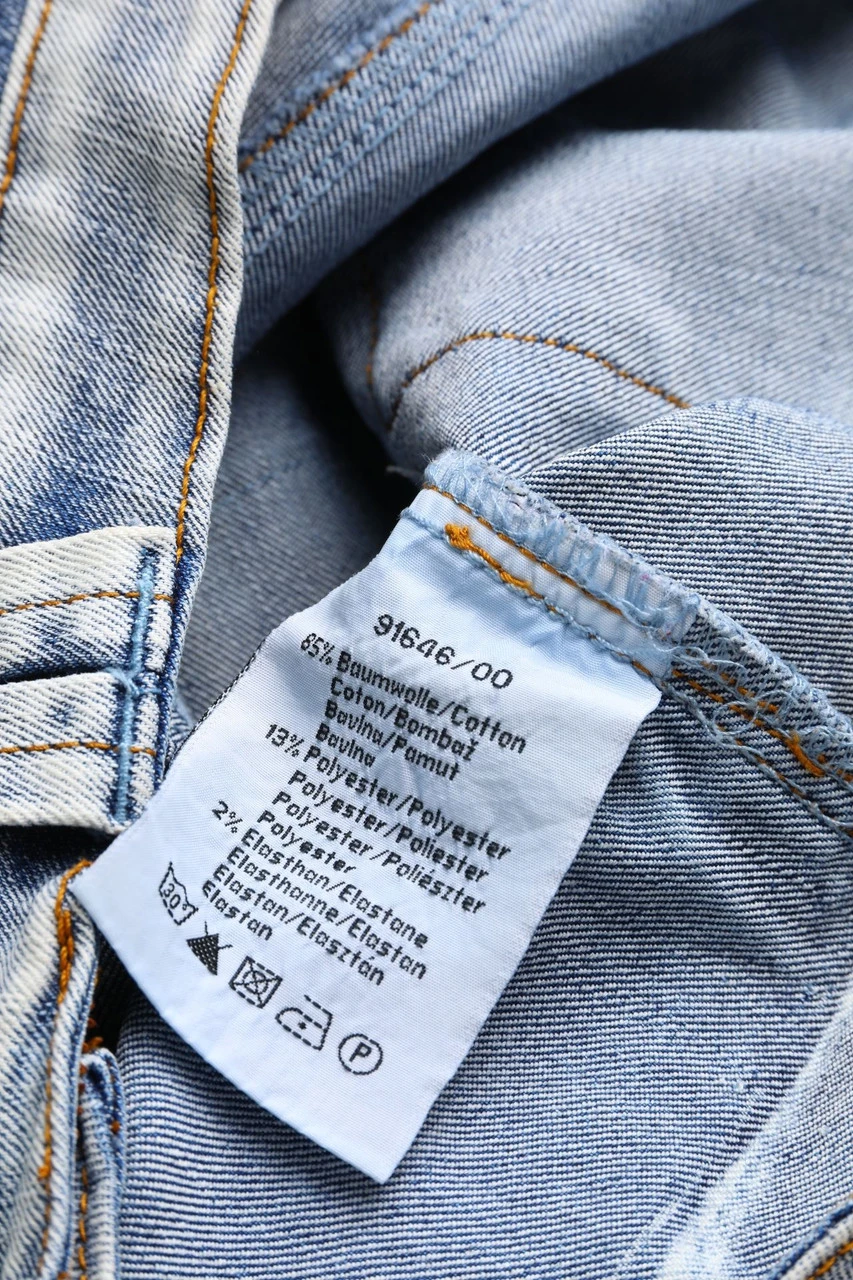 91646/00
85% Baumwolle/Cotton
Coton/Bombaž
Bavlna/Pamut
Bavlna
13% Polyester/Polyester
Polyester/Poliester
Polyester/Poliészter
Polyester
2% Elasthan/Elastane
Elasthanne/Elastan
Elastan/Elasztán
Elastan
30°
P